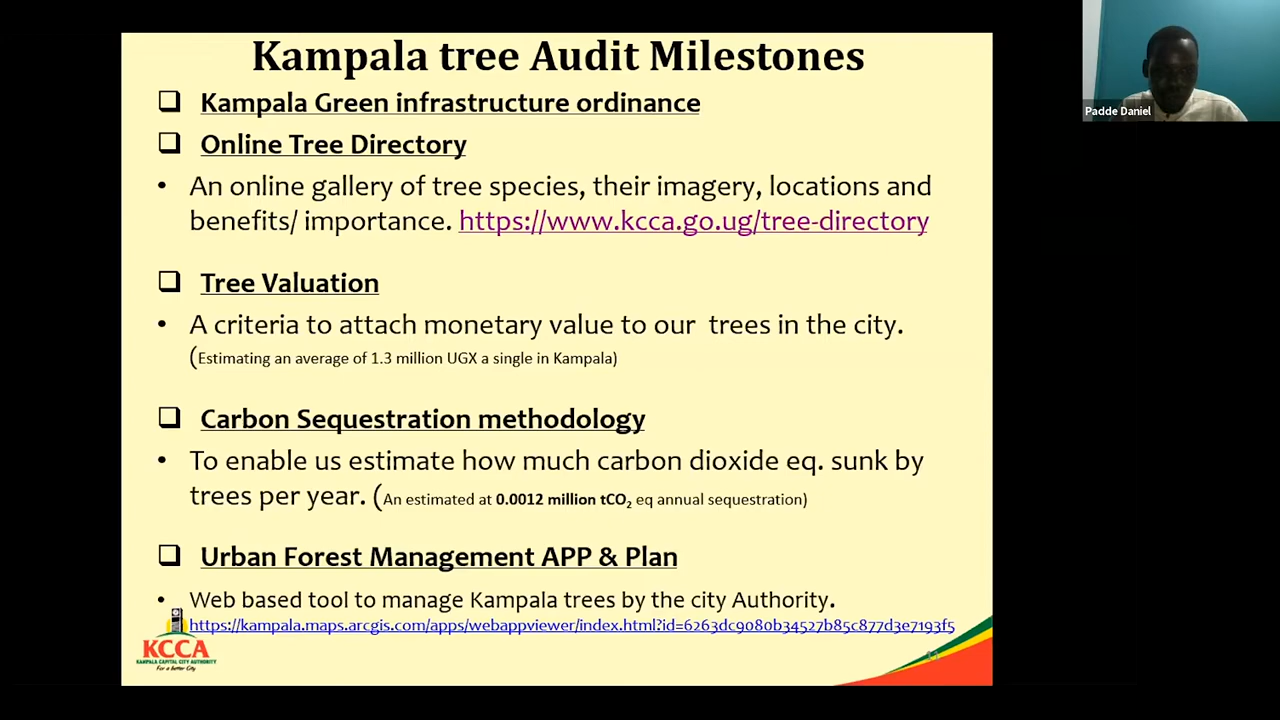 Kampala tree Audit Milestones
Kampala Green infrastructure ordinance
Online Tree Directory
• An online gallery of tree species, their imagery, locations and
benefits/ importance. https://www.kcca.go.ug/tree-directory
Tree Valuation
• A criteria to attach monetary value to our trees in the city.
(Estimating an average of 1.3 million UGX a single in Kampala)
Carbon Sequestration methodology
• To enable us estimate how much carbon dioxide eq. sunk by
trees per year. (An estimated at 0.0012 million tCO₂ eq annual sequestration)
Urban Forest Management APP & Plan
• Web based tool to manage Kampala trees by the city Authority.
https://kampala.maps.arcgis.com/apps/webappviewer/index.html?id=6263dc9080b34527b85c877d3e7193f5
KCCA
KAMPALA CAPITAL CITY AUTHORITY
For a better City
Padde Daniel